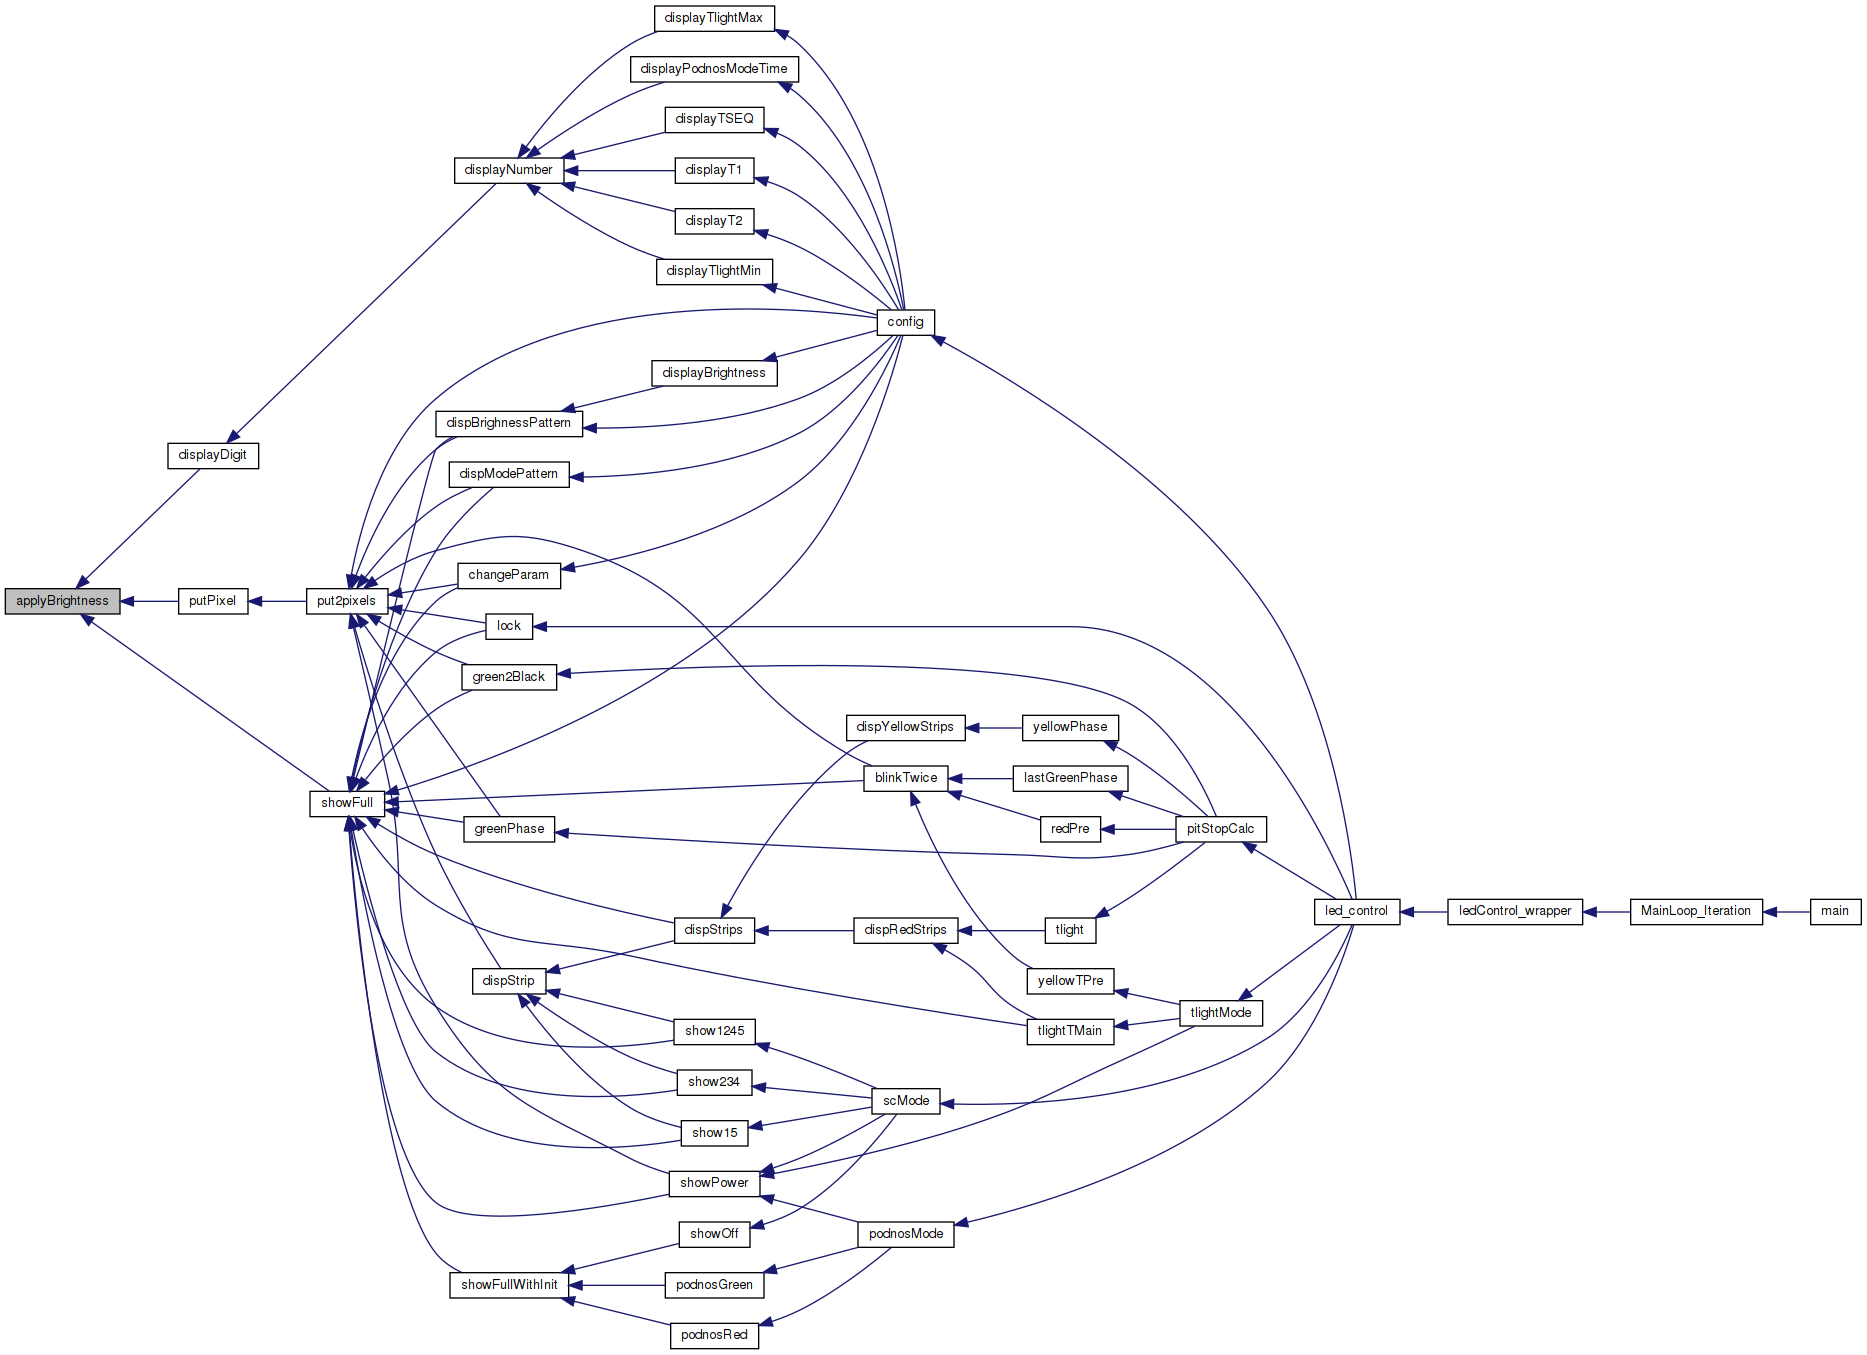 displayTlightMax
displayPodnosModeTime
displayTSEQ
displayNumber
displayT1
displayT2
displayTlightMin
config
displayBrightness
dispBrighnessPattern
displayDigit
dispModePattern
changeParam
applyBrightness
putPixel
put2pixels
lock
green2Black
dispYellowStrips
yellowPhase
blinkTwice
lastGreenPhase
showFull
greenPhase
redPre
pitStopCalc
led_control
ledControl_wrapper
MainLoop_Iteration
main
dispStrips
dispRedStrips
tlight
dispStrip
yellowTPre
tlightMode
show1245
tlightTMain
show234
scMode
show15
showPower
showOff
podnosMode
showFullWithInit
podnosGreen
podnosRed